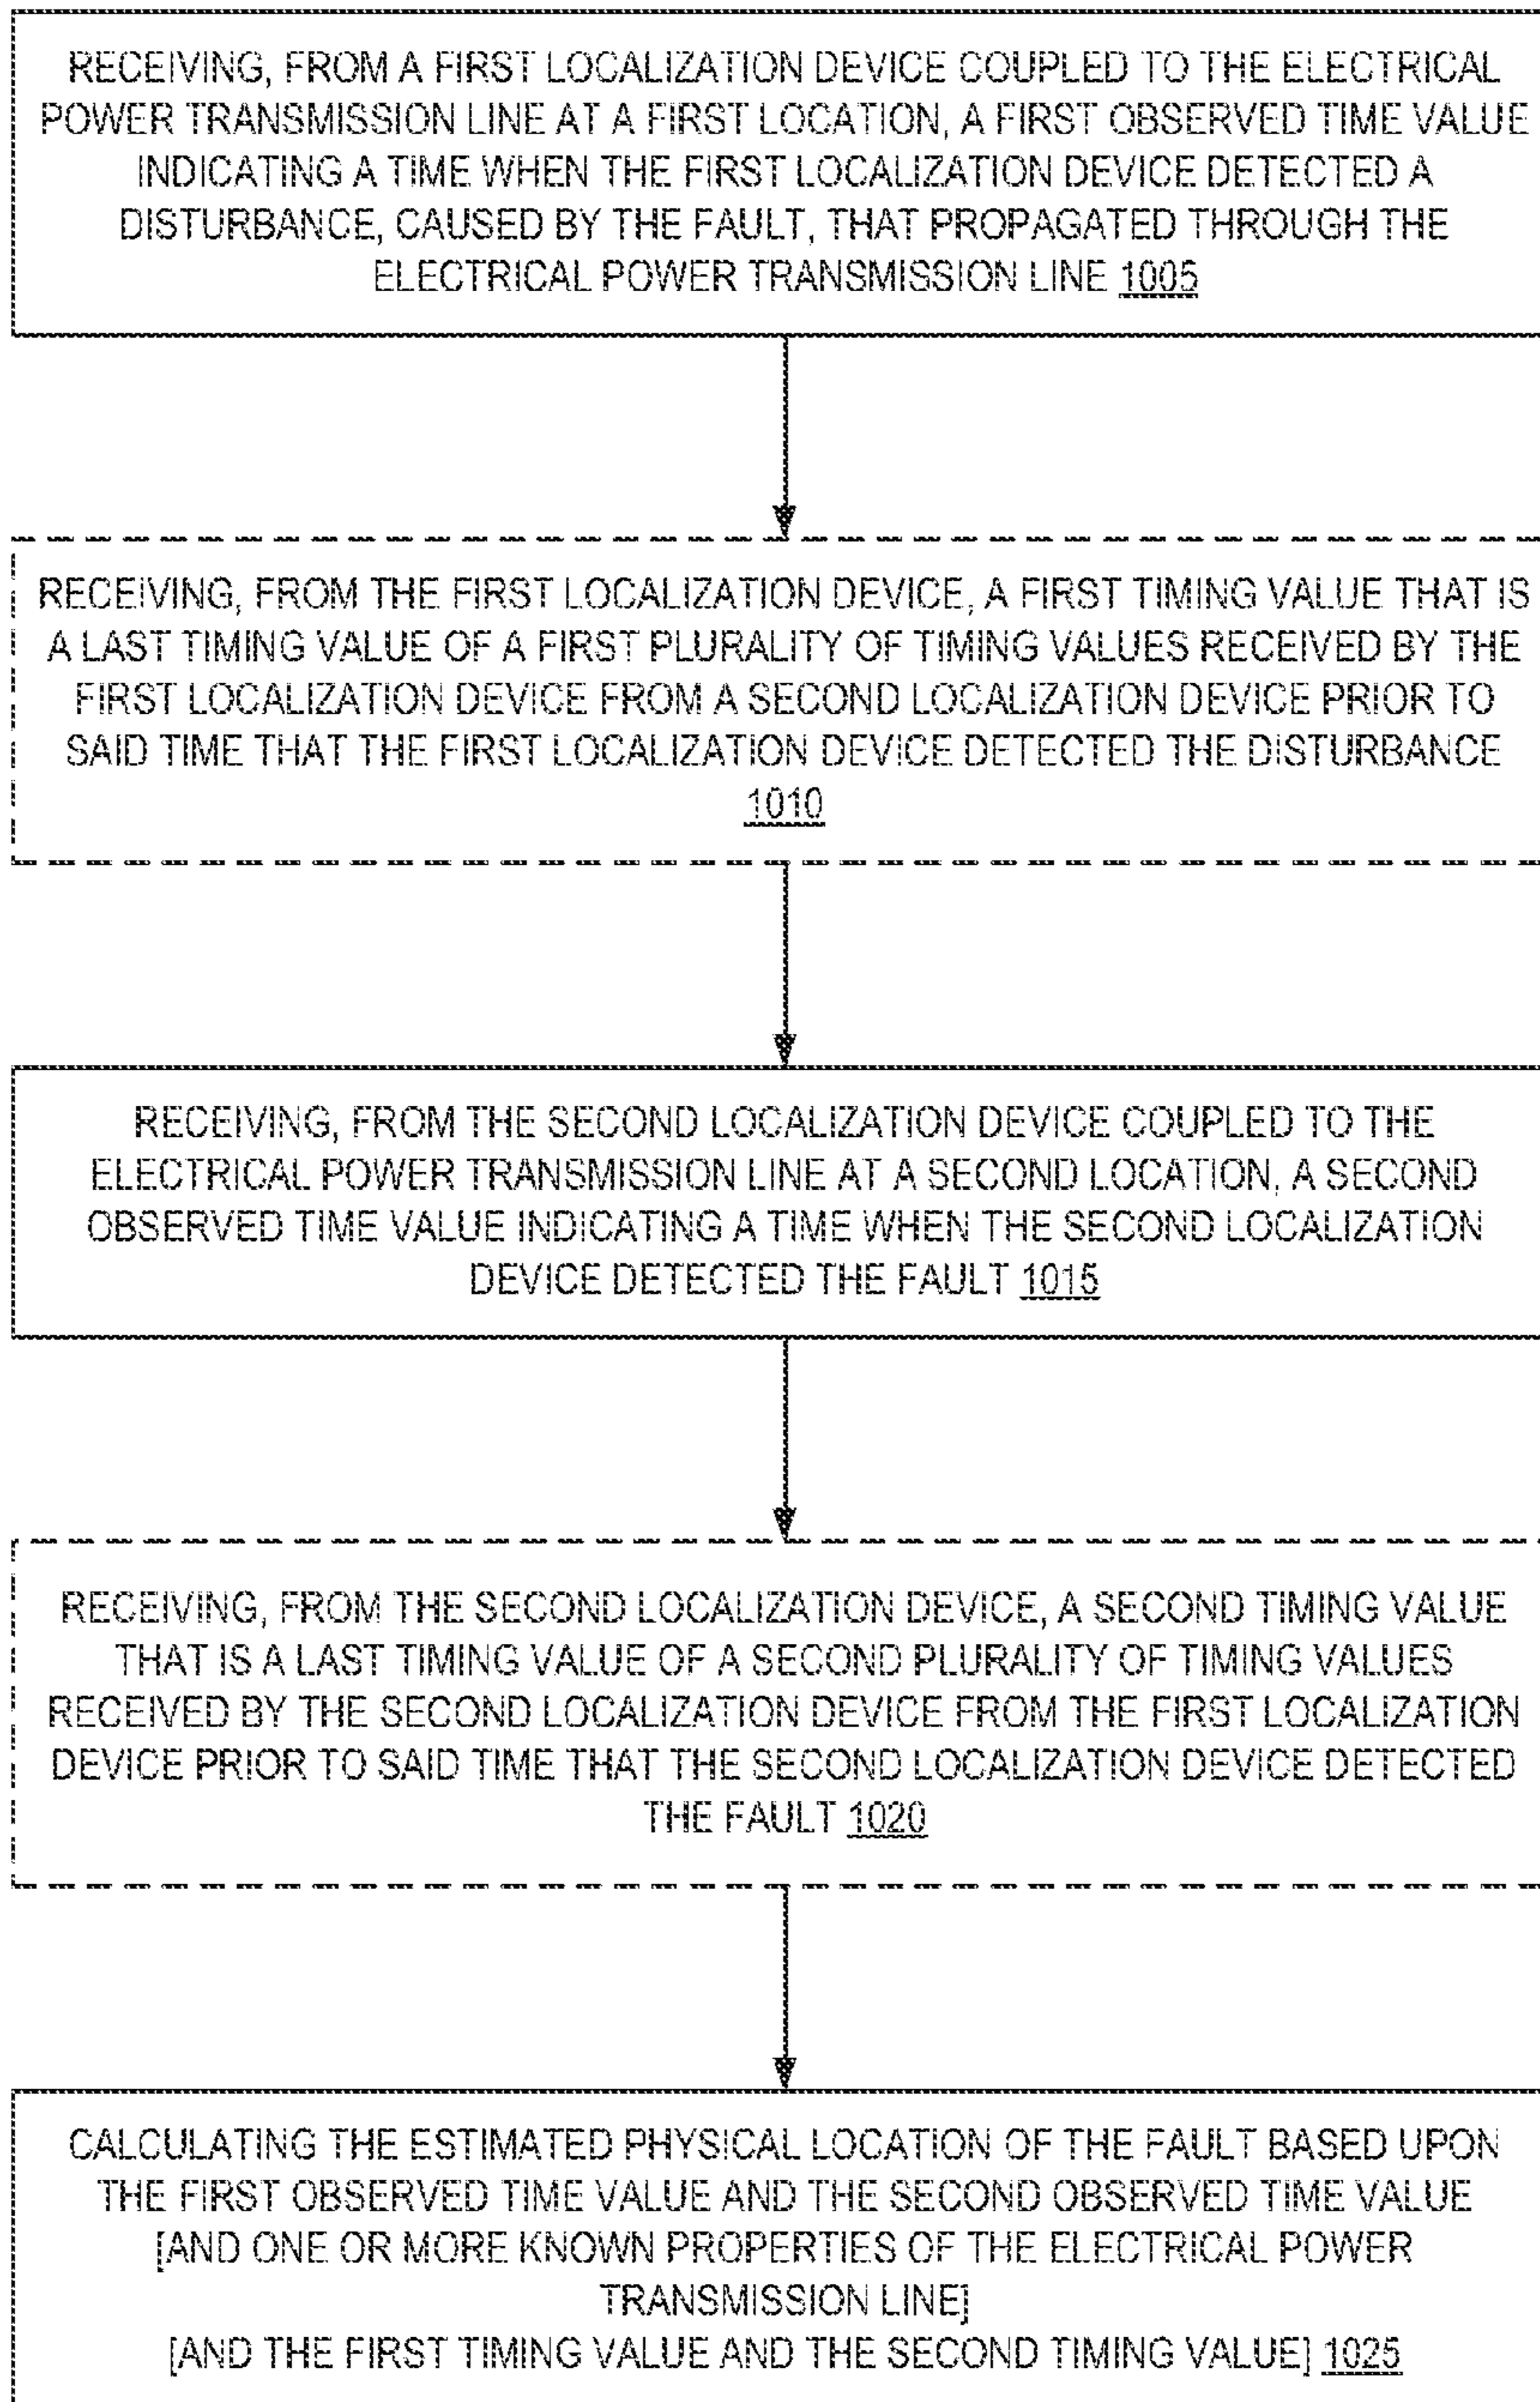 RECEIVING, FROM A FIRST LOCALIZATION DEVICE COUPLED TO THE ELECTRICAL
POWER TRANSMISSION LINE AT A FIRST LOCATION, A FIRST OBSERVED TIME VALUE
INDICATING A TIME WHEN THE FIRST LOCALIZATION DEVICE DETECTED A
DISTURBANCE, CAUSED BY THE FAULT, THAT PROPAGATED THROUGH THE
ELECTRICAL POWER TRANSMISSION LINE 1005
RECEIVING, FROM THE FIRST LOCALIZATION DEVICE, A FIRST TIMING VALUE THAT IS
A LAST TIMING VALUE OF A FIRST PLURALITY OF TIMING VALUES RECEIVED BY THE
FIRST LOCALIZATION DEVICE FROM A SECOND LOCALIZATION DEVICE PRIOR TO
SAID TIME THAT THE FIRST LOCALIZATION DEVICE DETECTED THE DISTURBANCE
1010
RECEIVING, FROM THE SECOND LOCALIZATION DEVICE COUPLED TO THE
ELECTRICAL POWER TRANSMISSION LINE AT A SECOND LOCATION, A SECOND
OBSERVED TIME VALUE INDICATING A TIME WHEN THE SECOND LOCALIZATION
DEVICE DETECTED THE FAULT 1015
RECEIVING, FROM THE SECOND LOCALIZATION DEVICE, A SECOND TIMING VALUE
THAT IS A LAST TIMING VALUE OF A SECOND PLURALITY OF TIMING VALUES
RECEIVED BY THE SECOND LOCALIZATION DEVICE FROM THE FIRST LOCALIZATION
DEVICE PRIOR TO SAID TIME THAT THE SECOND LOCALIZATION DEVICE DETECTED
THE FAULT 1020
CALCULATING THE ESTIMATED PHYSICAL LOCATION OF THE FAULT BASED UPON
THE FIRST OBSERVED TIME VALUE AND THE SECOND OBSERVED TIME VALUE
[AND ONE OR MORE KNOWN PROPERTIES OF THE ELECTRICAL POWER
TRANSMISSION LINE]
[AND THE FIRST TIMING VALUE AND THE SECOND TIMING VALUE] 1025